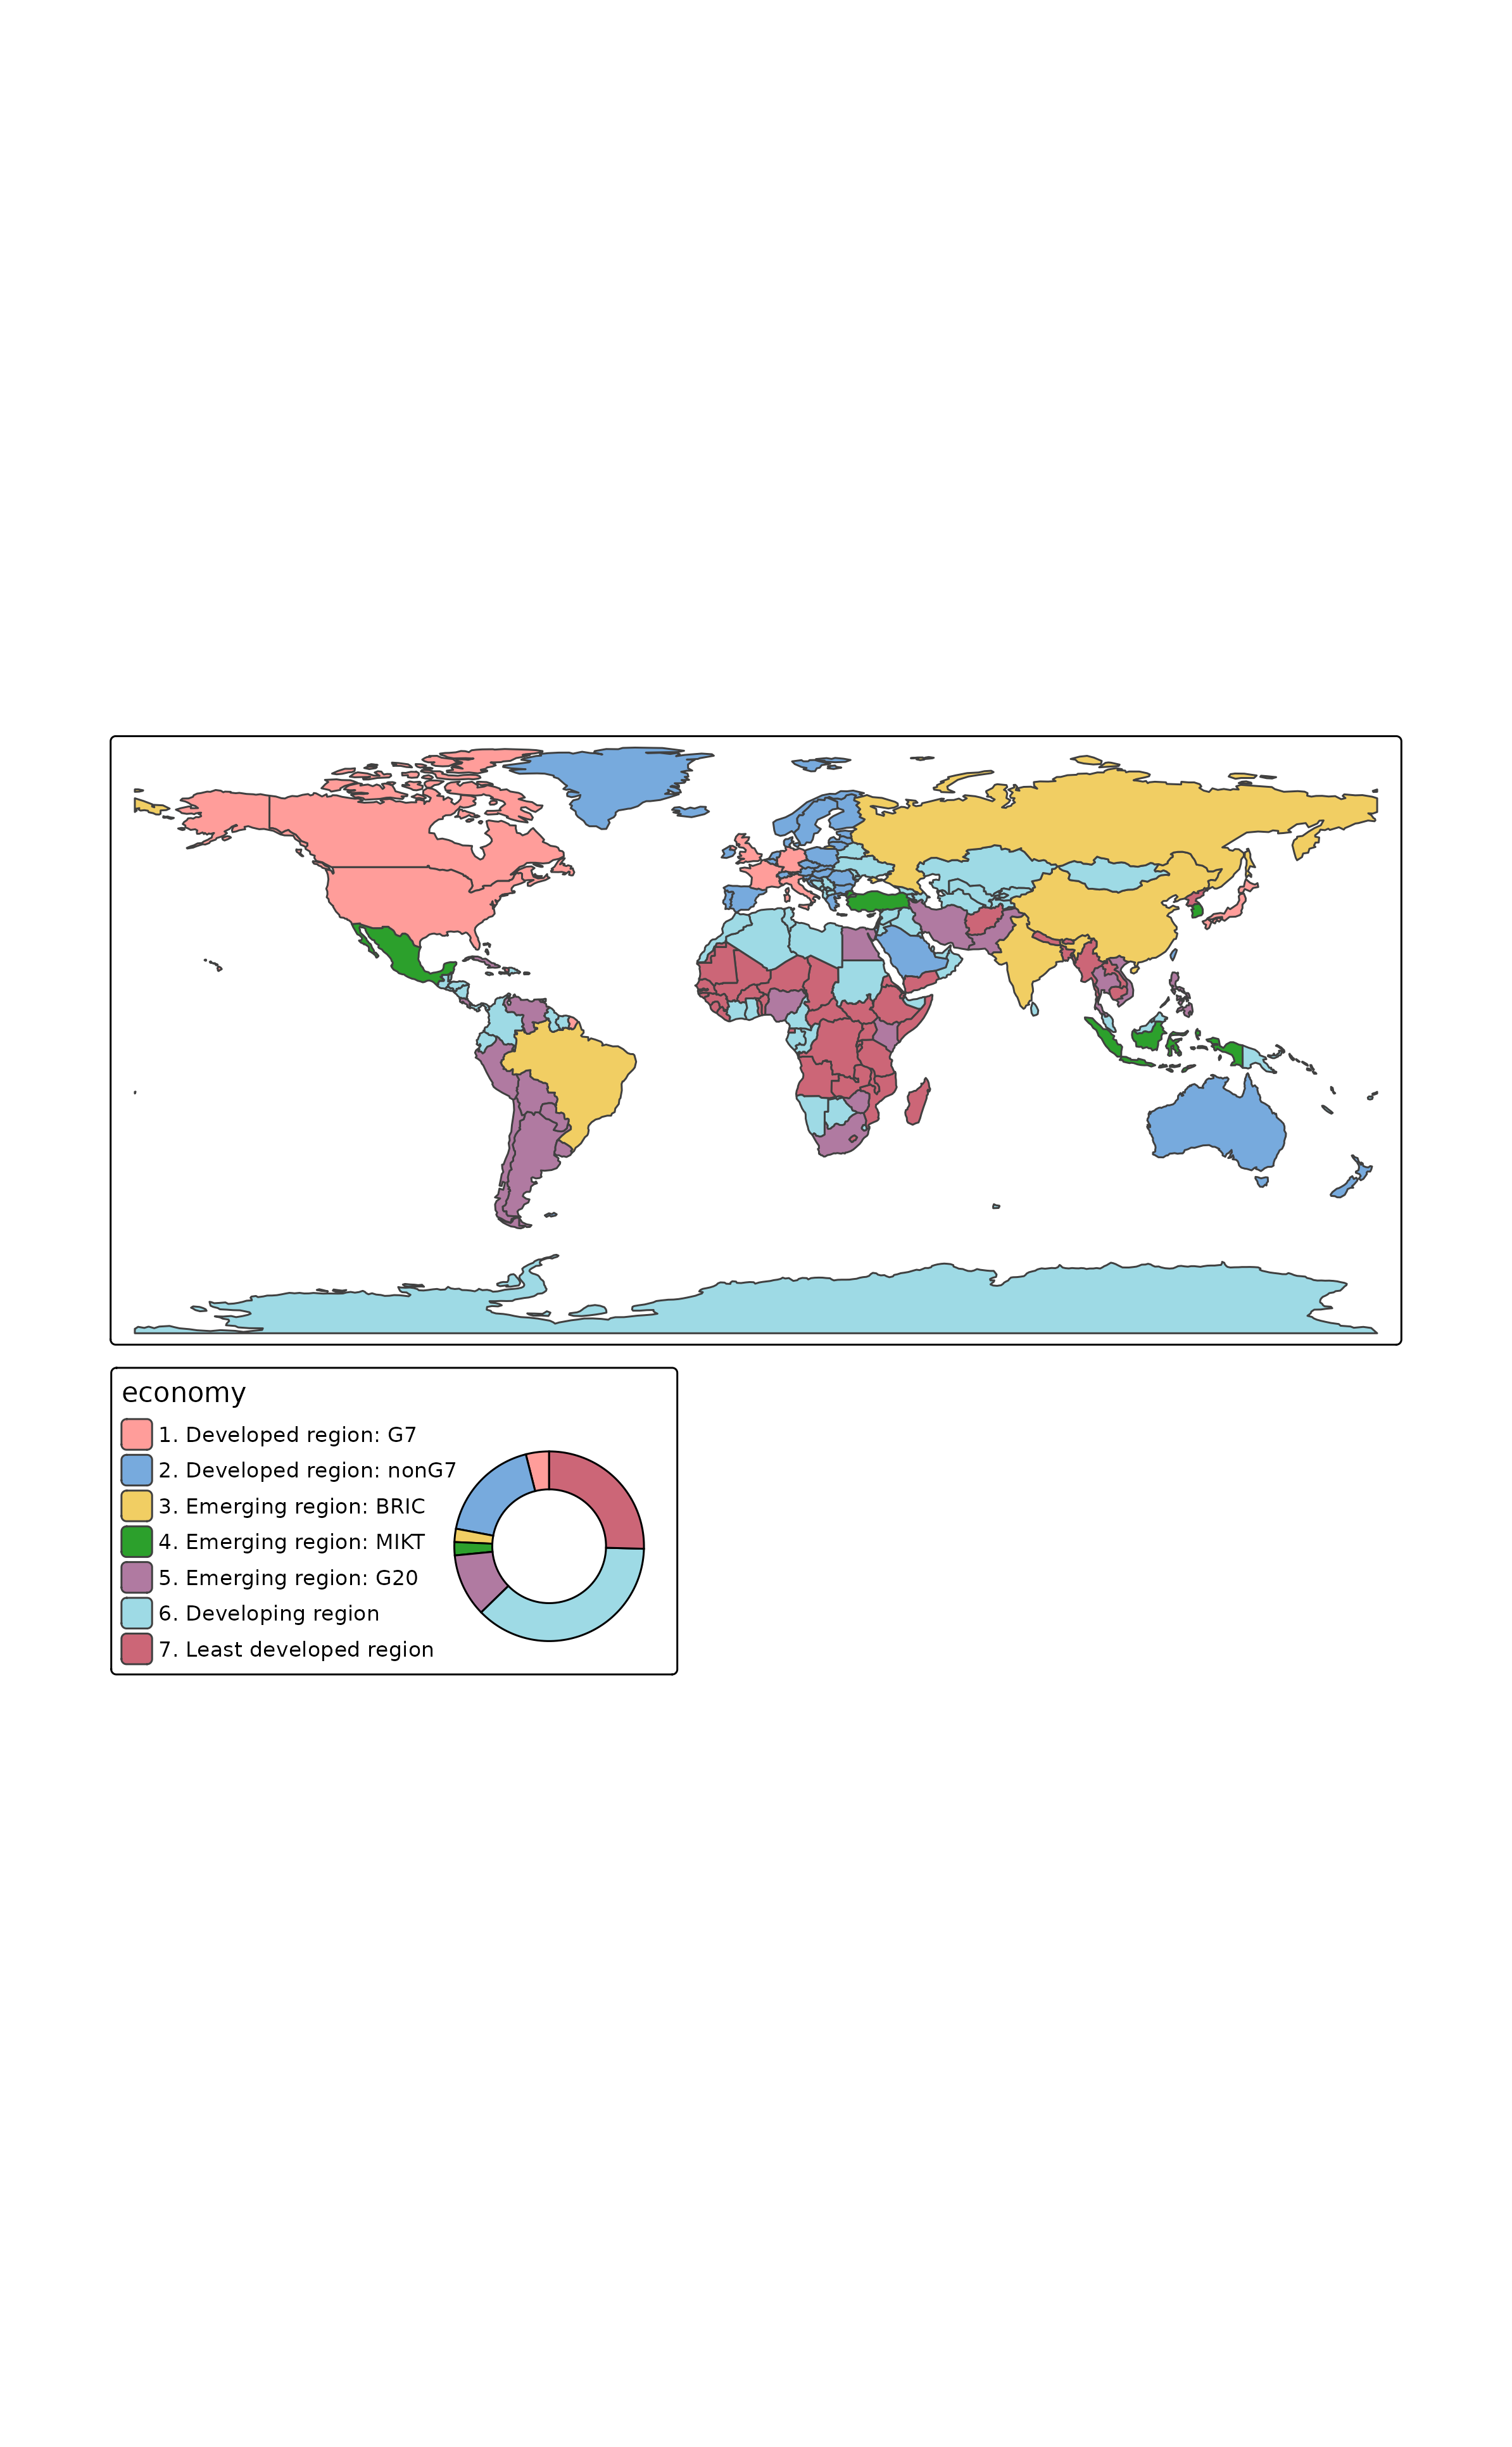 economy
1. Developed region: G7
2. Developed region: nonG7
3. Emerging region: BRIC
4. Emerging region: MIKT
5. Emerging region: G20
6. Developing region
7. Least developed region